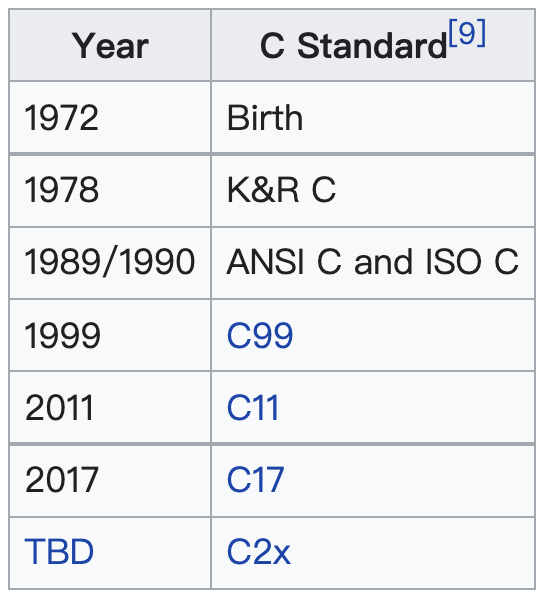 Year C Standard[9]
1972 Birth
1978 K&R C
1989/1990 ANSI C and ISO C
1999 C99
2011 C11
2017 C17
TBD C2x